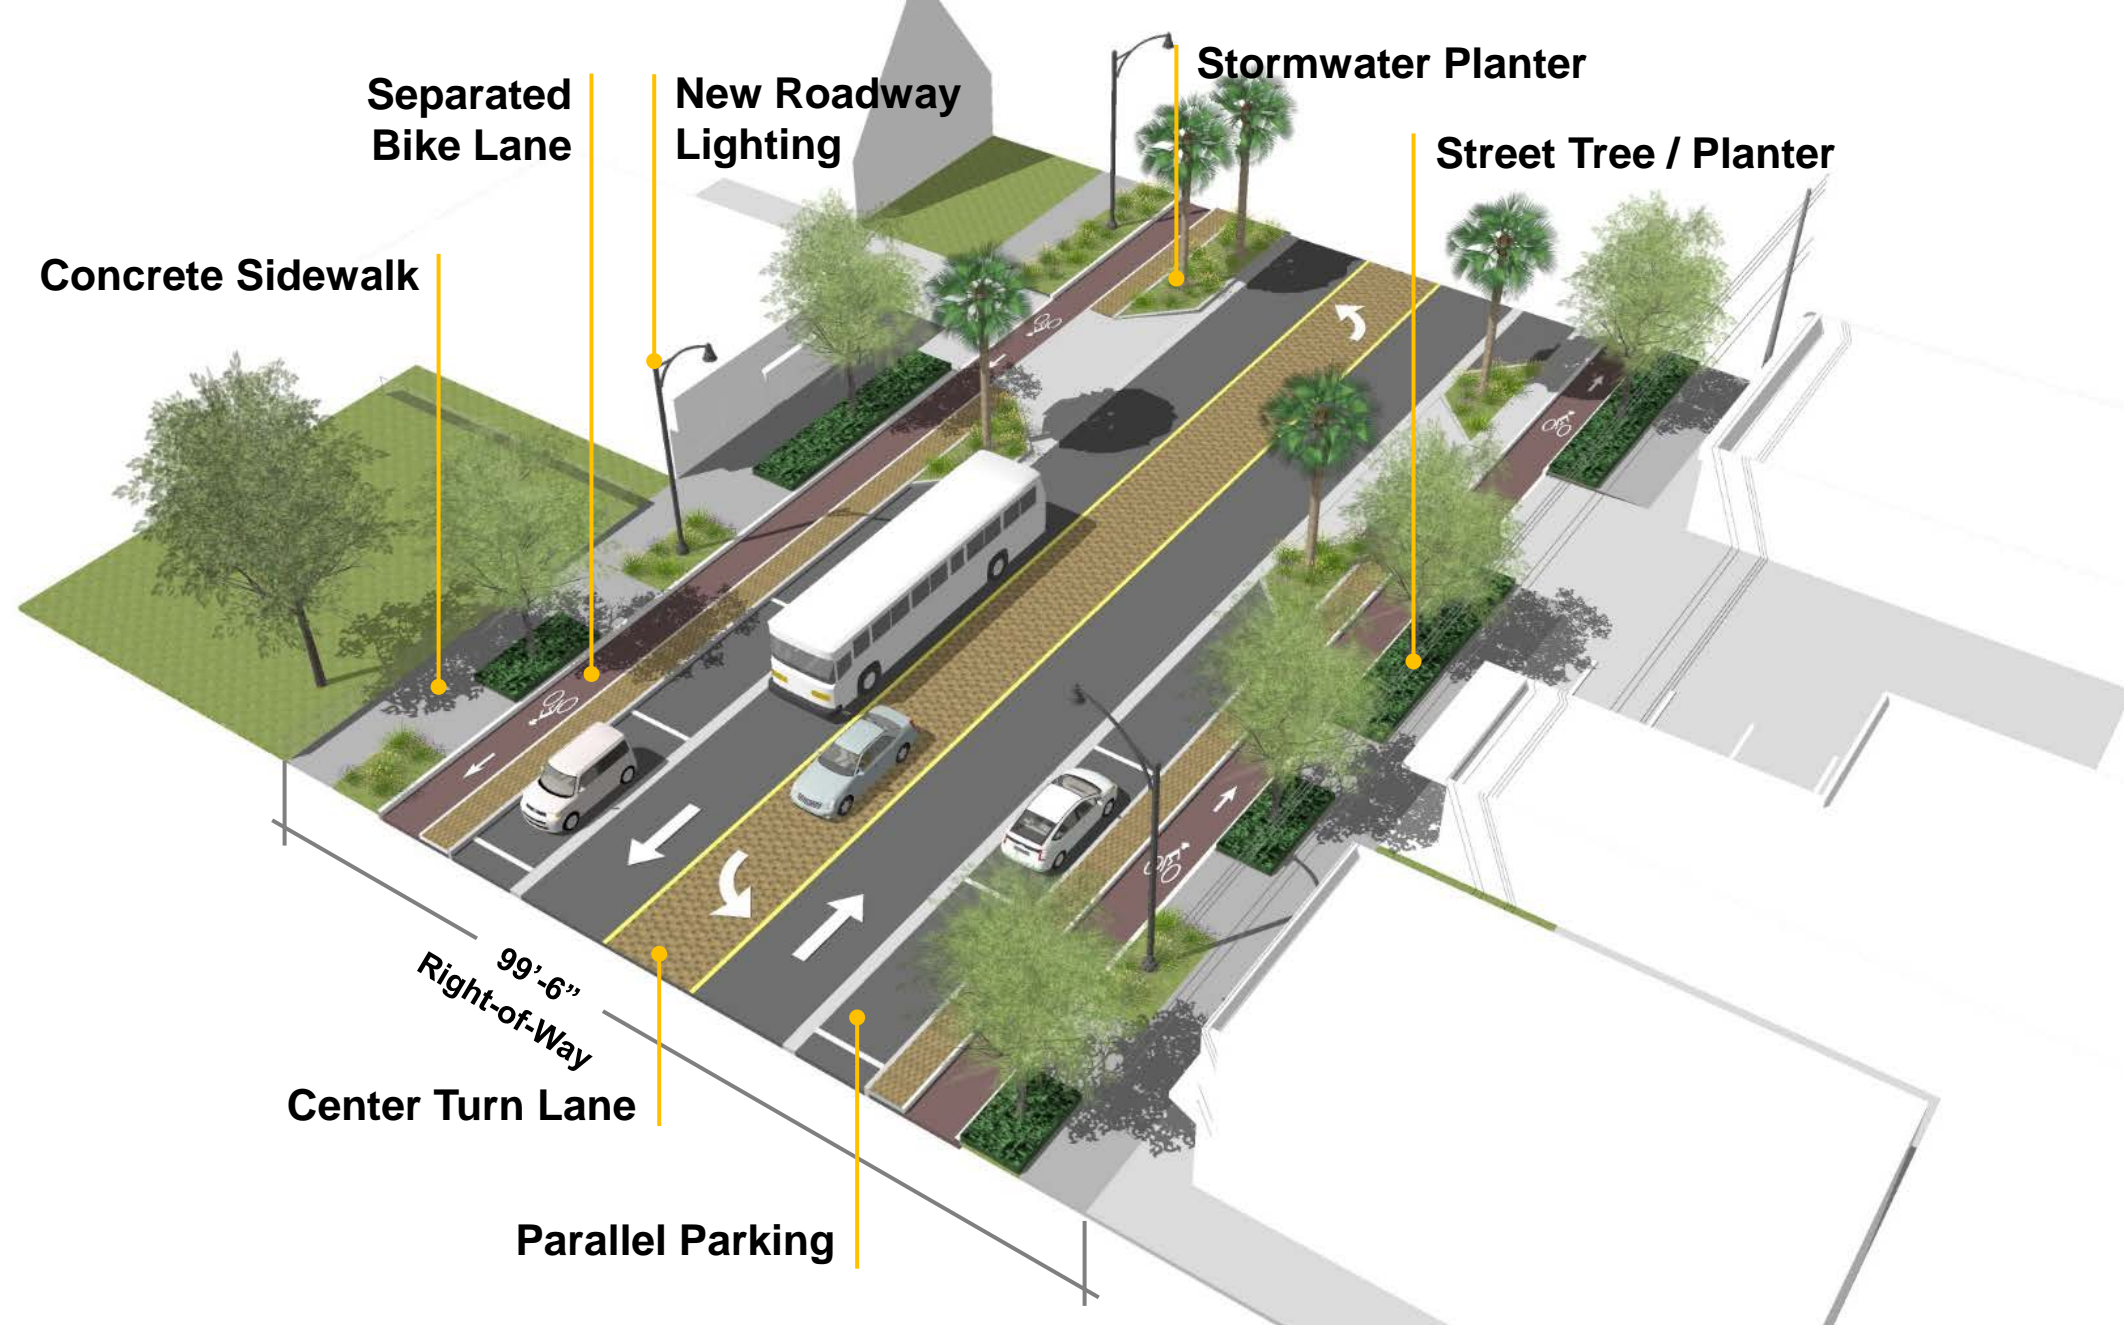 Stormwater Planter
Separated
Bike Lane
New Roadway
Lighting
Street Tree / Planter
Concrete Sidewalk
99’-6”
Right-of-Way
Center Turn Lane
Parallel Parking